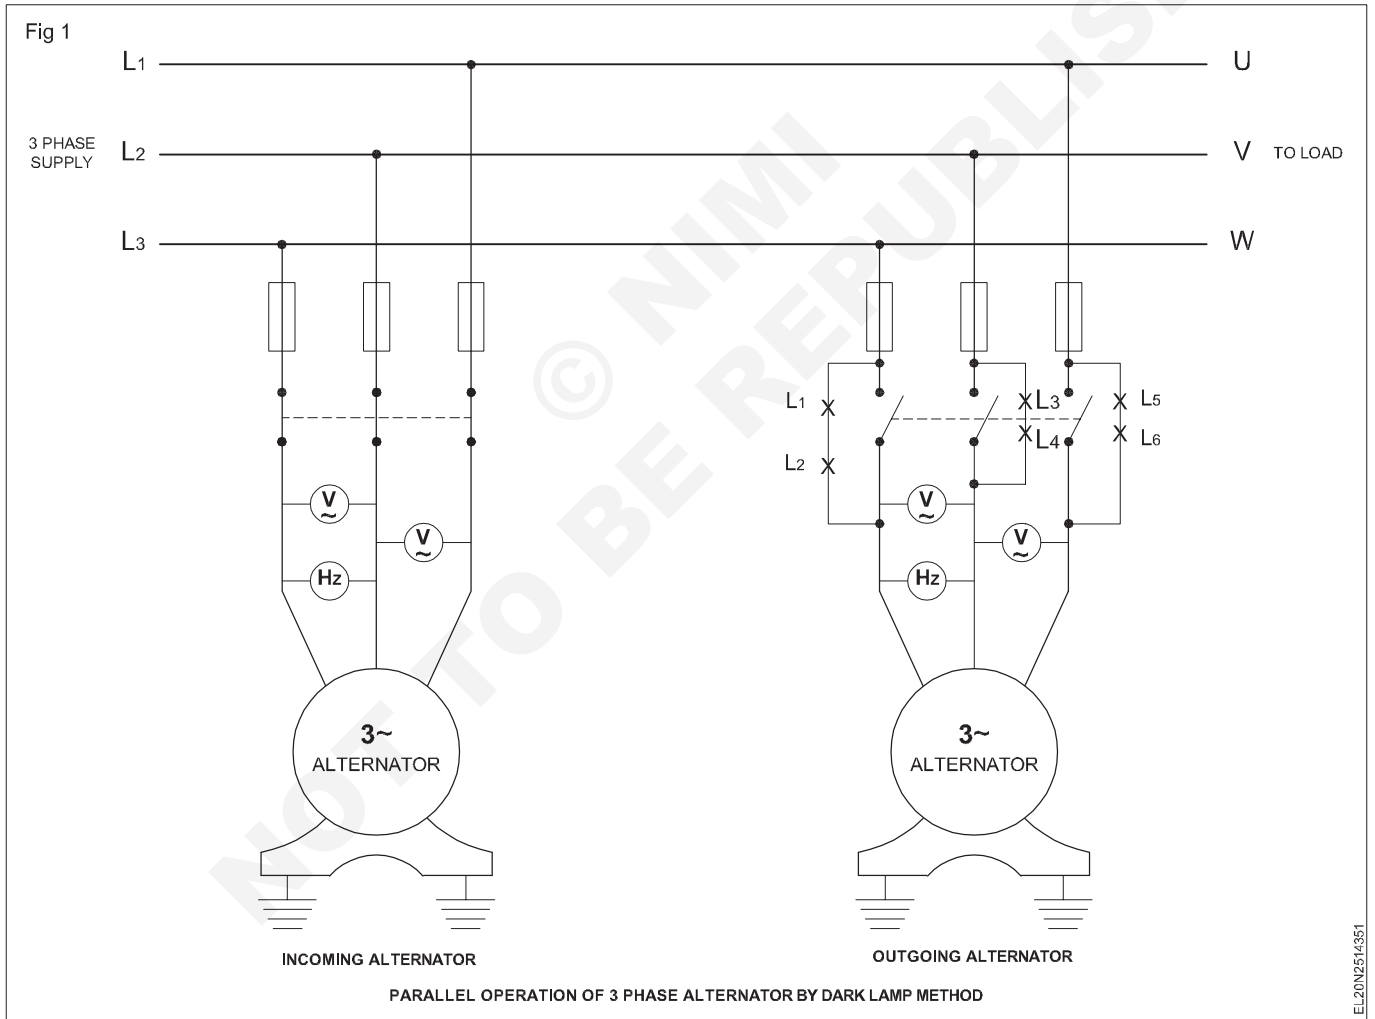 Fig 1
L1
U
3 PHASE
SUPPLY
L2
V
TO LOAD
L3
W
© NIMI
NOT TO BE REPUBLIS
L1
L2
L3
L4
L5
L6
V
~
V
~
Hz
V
~
V
~
Hz
3~
ALTERNATOR
3~
ALTERNATOR
INCOMING ALTERNATOR
OUTGOING ALTERNATOR
PARALLEL OPERATION OF 3 PHASE ALTERNATOR BY DARK LAMP METHOD
EL20N2514351